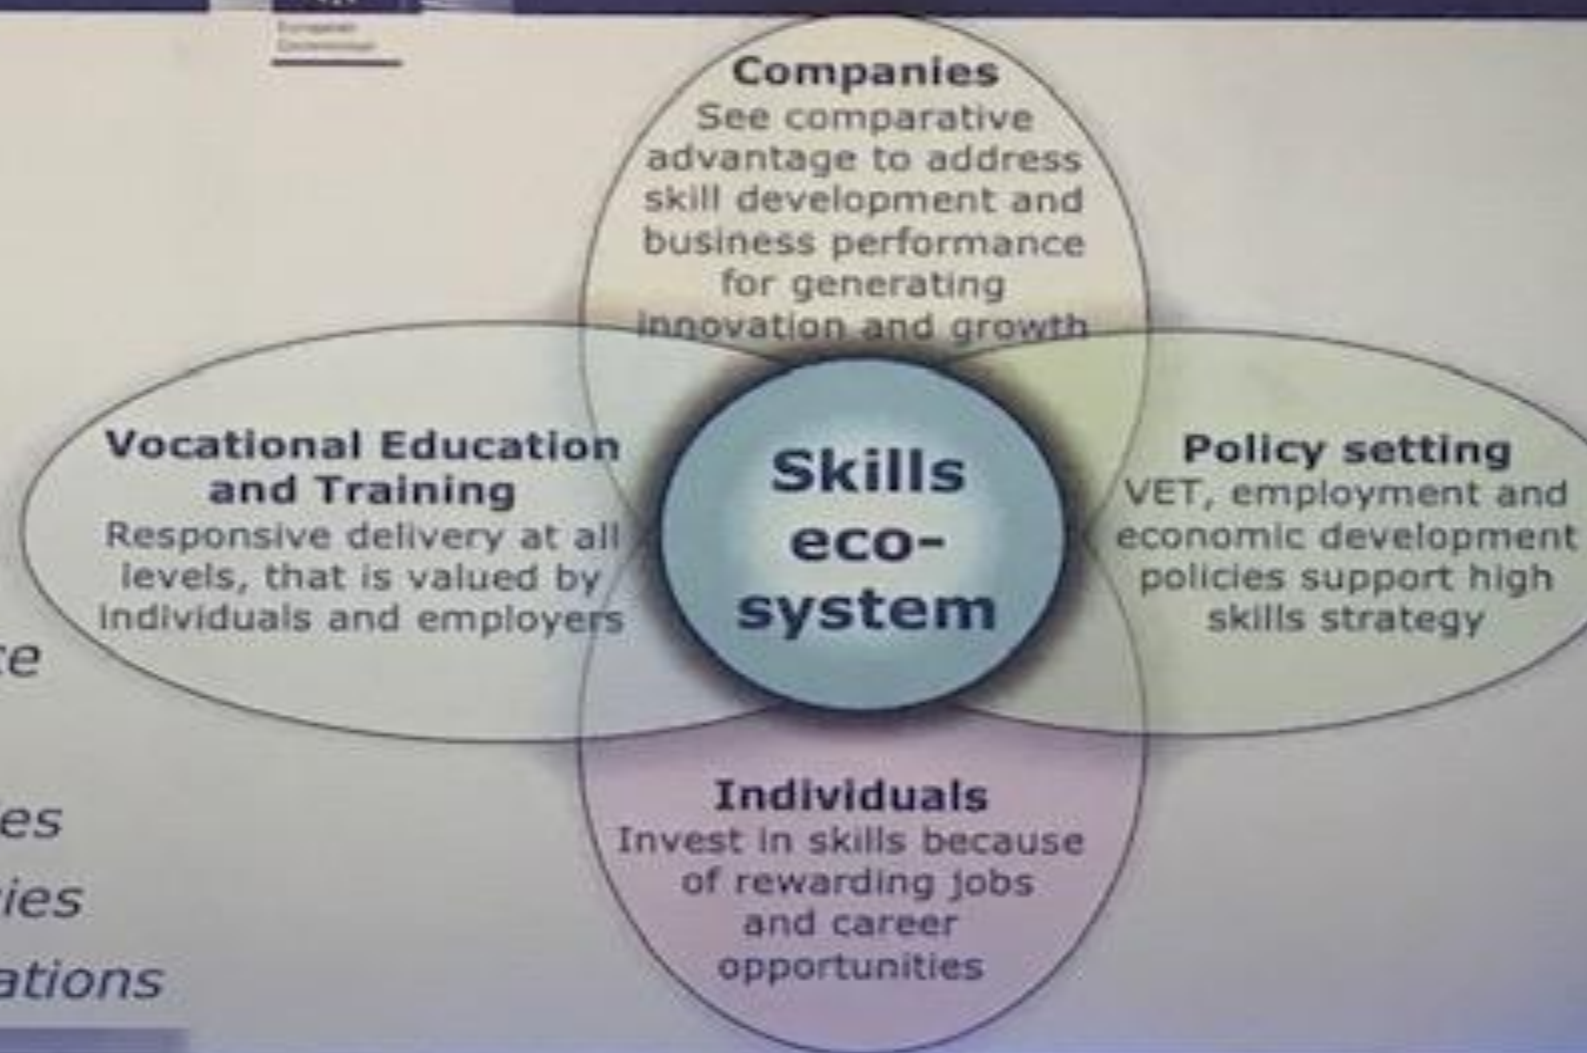 European
Commission
Companies
See comparative
advantage to address
skill development and
business performance
for generating
innovation and growth
Vocational Education
and Training
Responsive delivery at all
levels, that is valued by
individuals and employers
Skills
eco-
system
Policy setting
VET, employment and
economic development
policies support high
skills strategy
Individuals
Invest in skills because
of rewarding jobs
and career
opportunities
ce
es
ies
ations